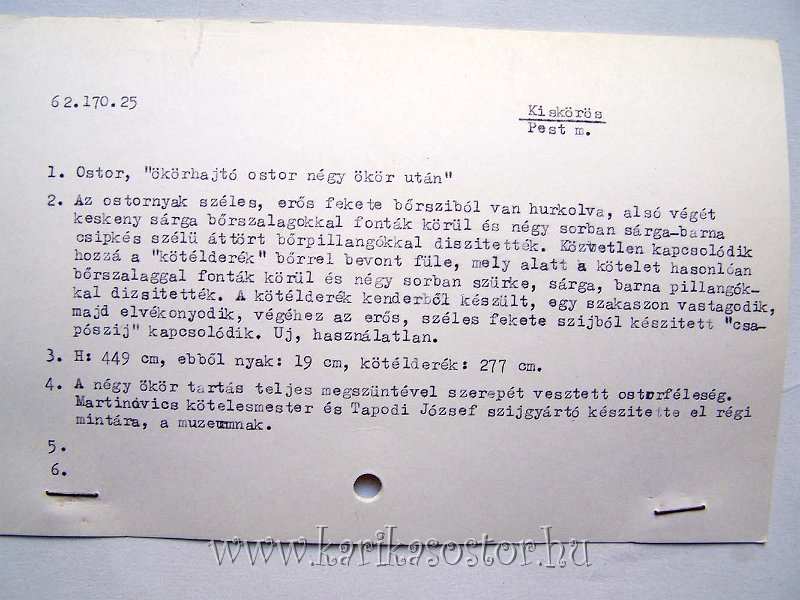 62.170.25
Kiskörös
Pest m.
1. Ostor, "ökörhajtó ostor négy ökör után"
2. Az ostornyak széles, erős fekete bőrsziból van hurkolva, alsó végét
keskeny sárga bőrszalagokkal fonták körül és négy sorban sárga-barna
csipkés szélü áttört bőrpillangókkal diszitették. Közvetlen kapcsolódik
hozzá a "kötélderék" bőrrel bevont füle, mely alatt a kötelet hasonlóan
bőrszalaggal fonták körül és négy sorban szürke, sárga, barna pillangók-
kal dizsitették. A kötélderék kenderből készült, egy szakaszon vastagodik,
majd elvékonyodik, végéhez az erős, széles fekete szijból készitett "csa-
pószij" kapcsolódik. Uj, használatlan.
3. H: 449 cm, ebből nyak: 19 cm, kötélderék: 277 cm.
4. A négy ökör tartás teljes megszüntével szerepét vesztett ostorféleség.
Martinovics kötelesmester és Tapodi József szijgyártó készitette el régi
mintára, a muzeumnak.
5.
6.
www.karikasostor.hu